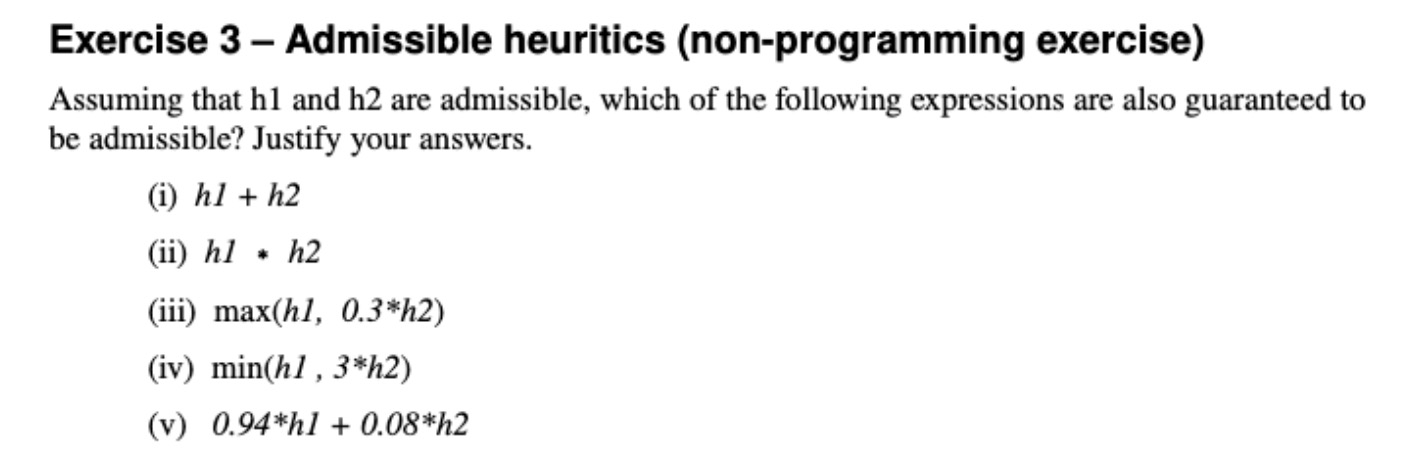 Exercise 3 – Admissible heuritics (non-programming exercise)
Assuming that h1 and h2 are admissible, which of the following expressions are also guaranteed to
be admissible? Justify your answers.
(i) h1 + h2
(ii) h1 * h2
(iii) max(h1, 0.3*h2)
(iv) min(h1 , 3*h2)
(v) 0.94*h1 + 0.08*h2